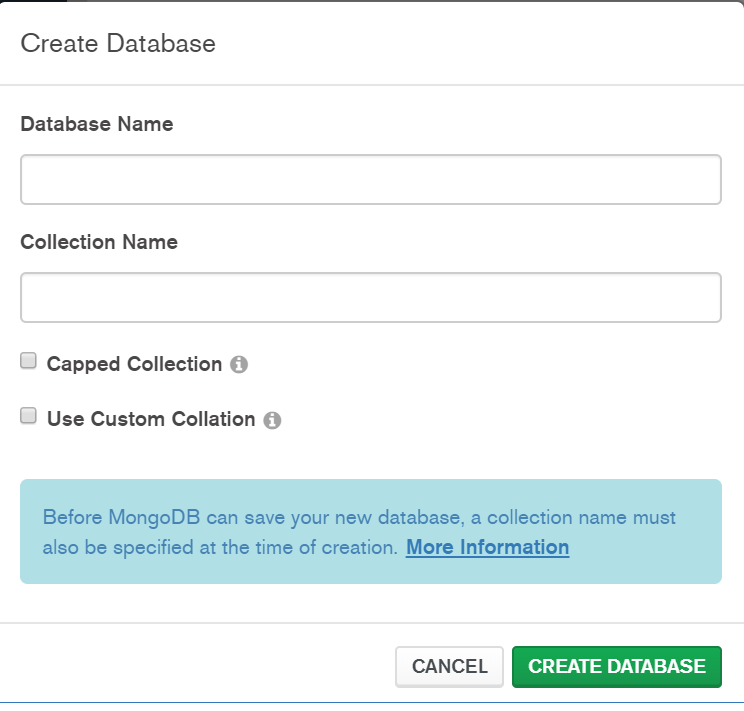 Create Database
Database Name
Collection Name
Capped Collection
Use Custom Collation
Before MongoDB can save your new database, a collection name must
also be specified at the time of creation. More Information
CANCEL CREATE DATABASE